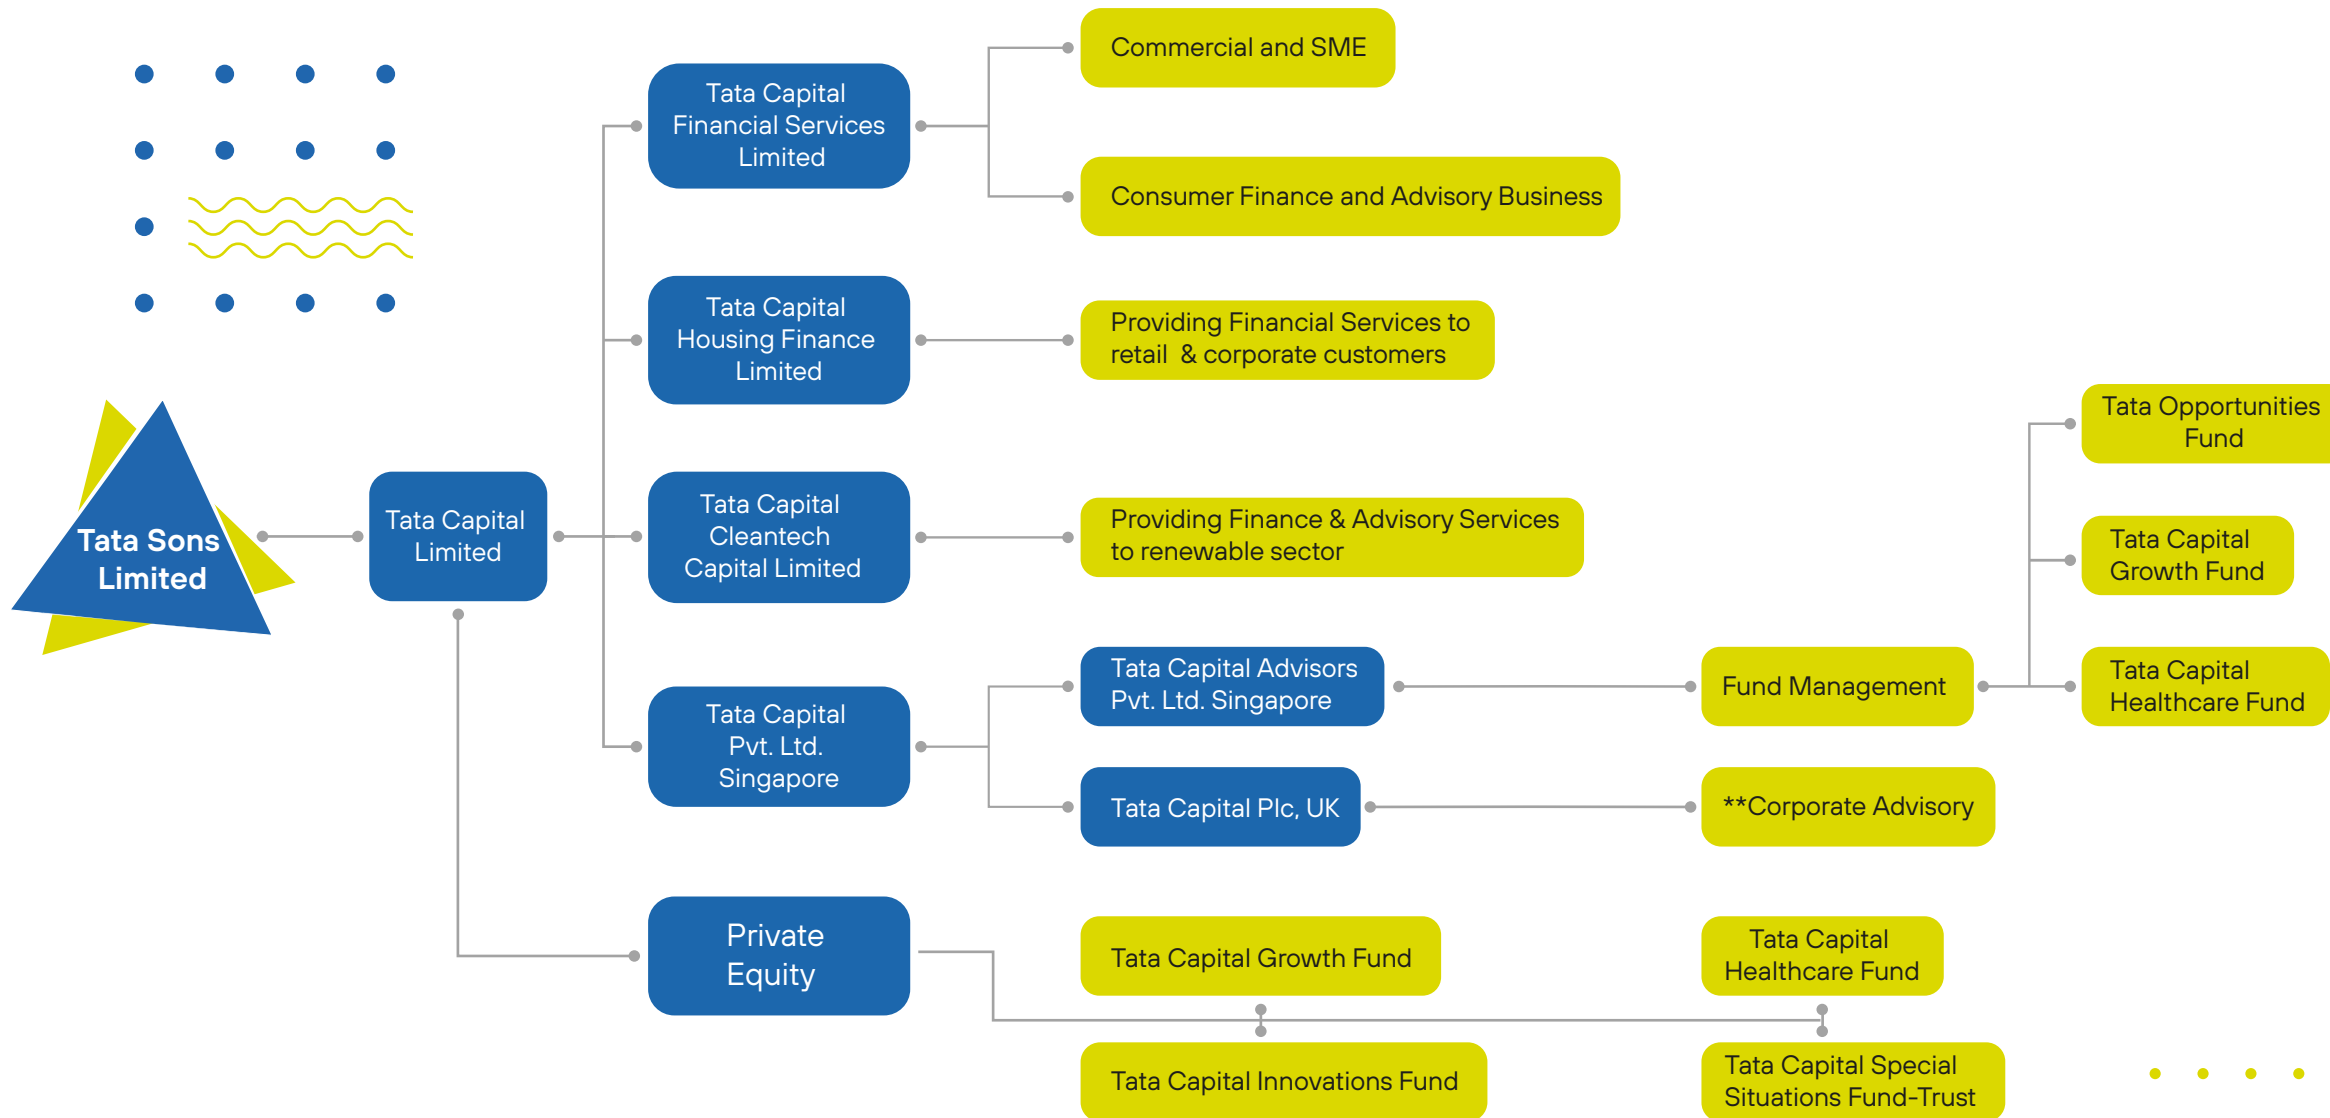 Tata Sons
Limited
Tata Capital
Limited
Tata Capital
Financial Services
Limited
Commercial and SME
Consumer Finance and Advisory Business
Tata Capital
Housing Finance
Limited
Providing Financial Services to
retail & corporate customers
Tata Capital
Cleantech
Capital Limited
Providing Finance & Advisory Services
to renewable sector
Tata Capital
Pvt. Ltd.
Singapore
Tata Capital Advisors
Pvt. Ltd. Singapore
Fund Management
Tata Opportunities
Fund
Tata Capital
Growth Fund
Tata Capital
Healthcare Fund
Tata Capital Plc, UK
**Corporate Advisory
Private
Equity
Tata Capital Growth Fund
Tata Capital
Healthcare Fund
Tata Capital Innovations Fund
Tata Capital Special
Situations Fund-Trust